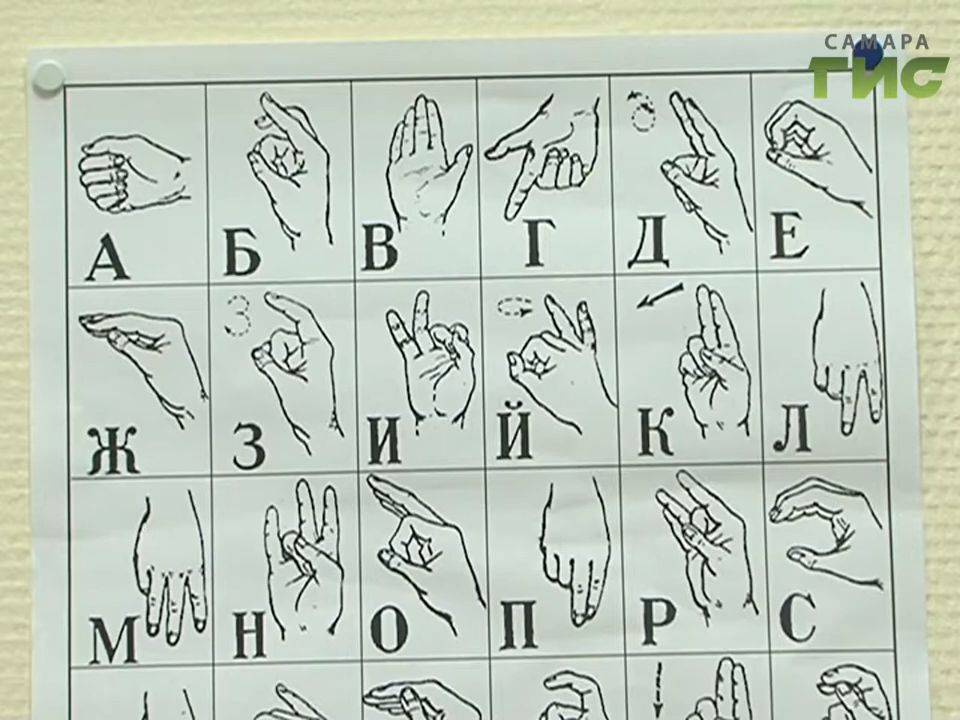 САМАРА
ГИС
А Б В Г Д Е
Ж З И Й К Л
М Н О П Р С